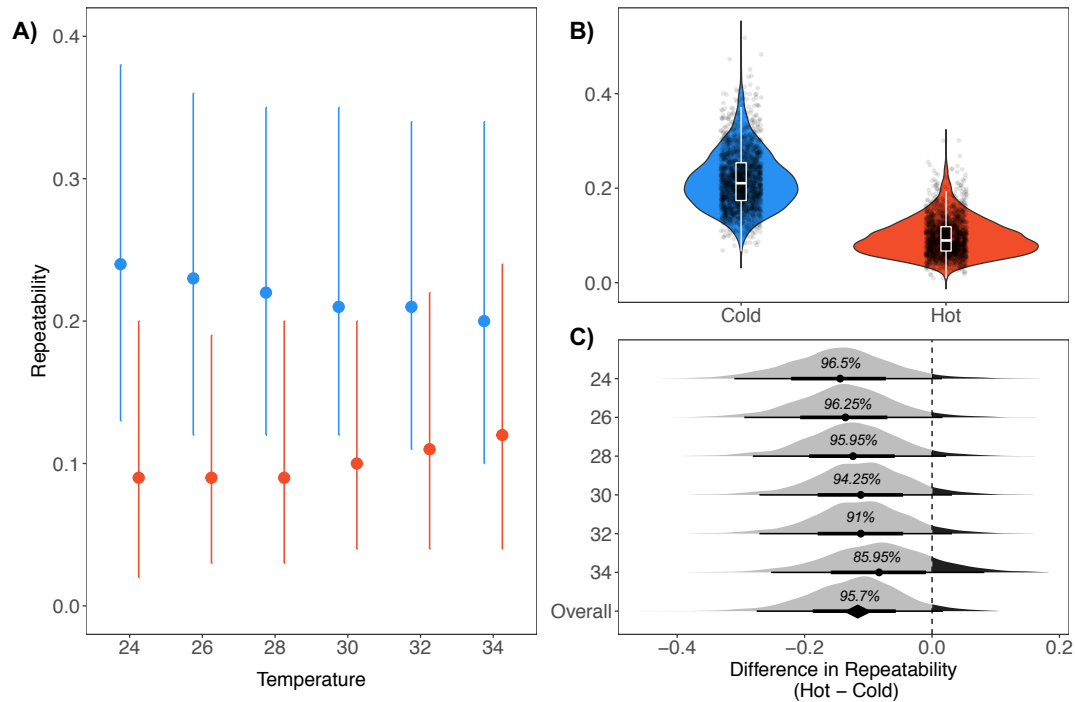 A)
0.4
0.3
0.2
0.1
0.0
Repeatability
24 26 28 30 32 34
Temperature
B)
0.4
0.2
0.0
Cold Hot
C)
24 96.5%
26 96.25%
28 95.95%
30 94.25%
32 91%
34 85.95%
Overall 95.7%
−0.4 −0.2 0.0 0.2
Difference in Repeatability
(Hot − Cold)